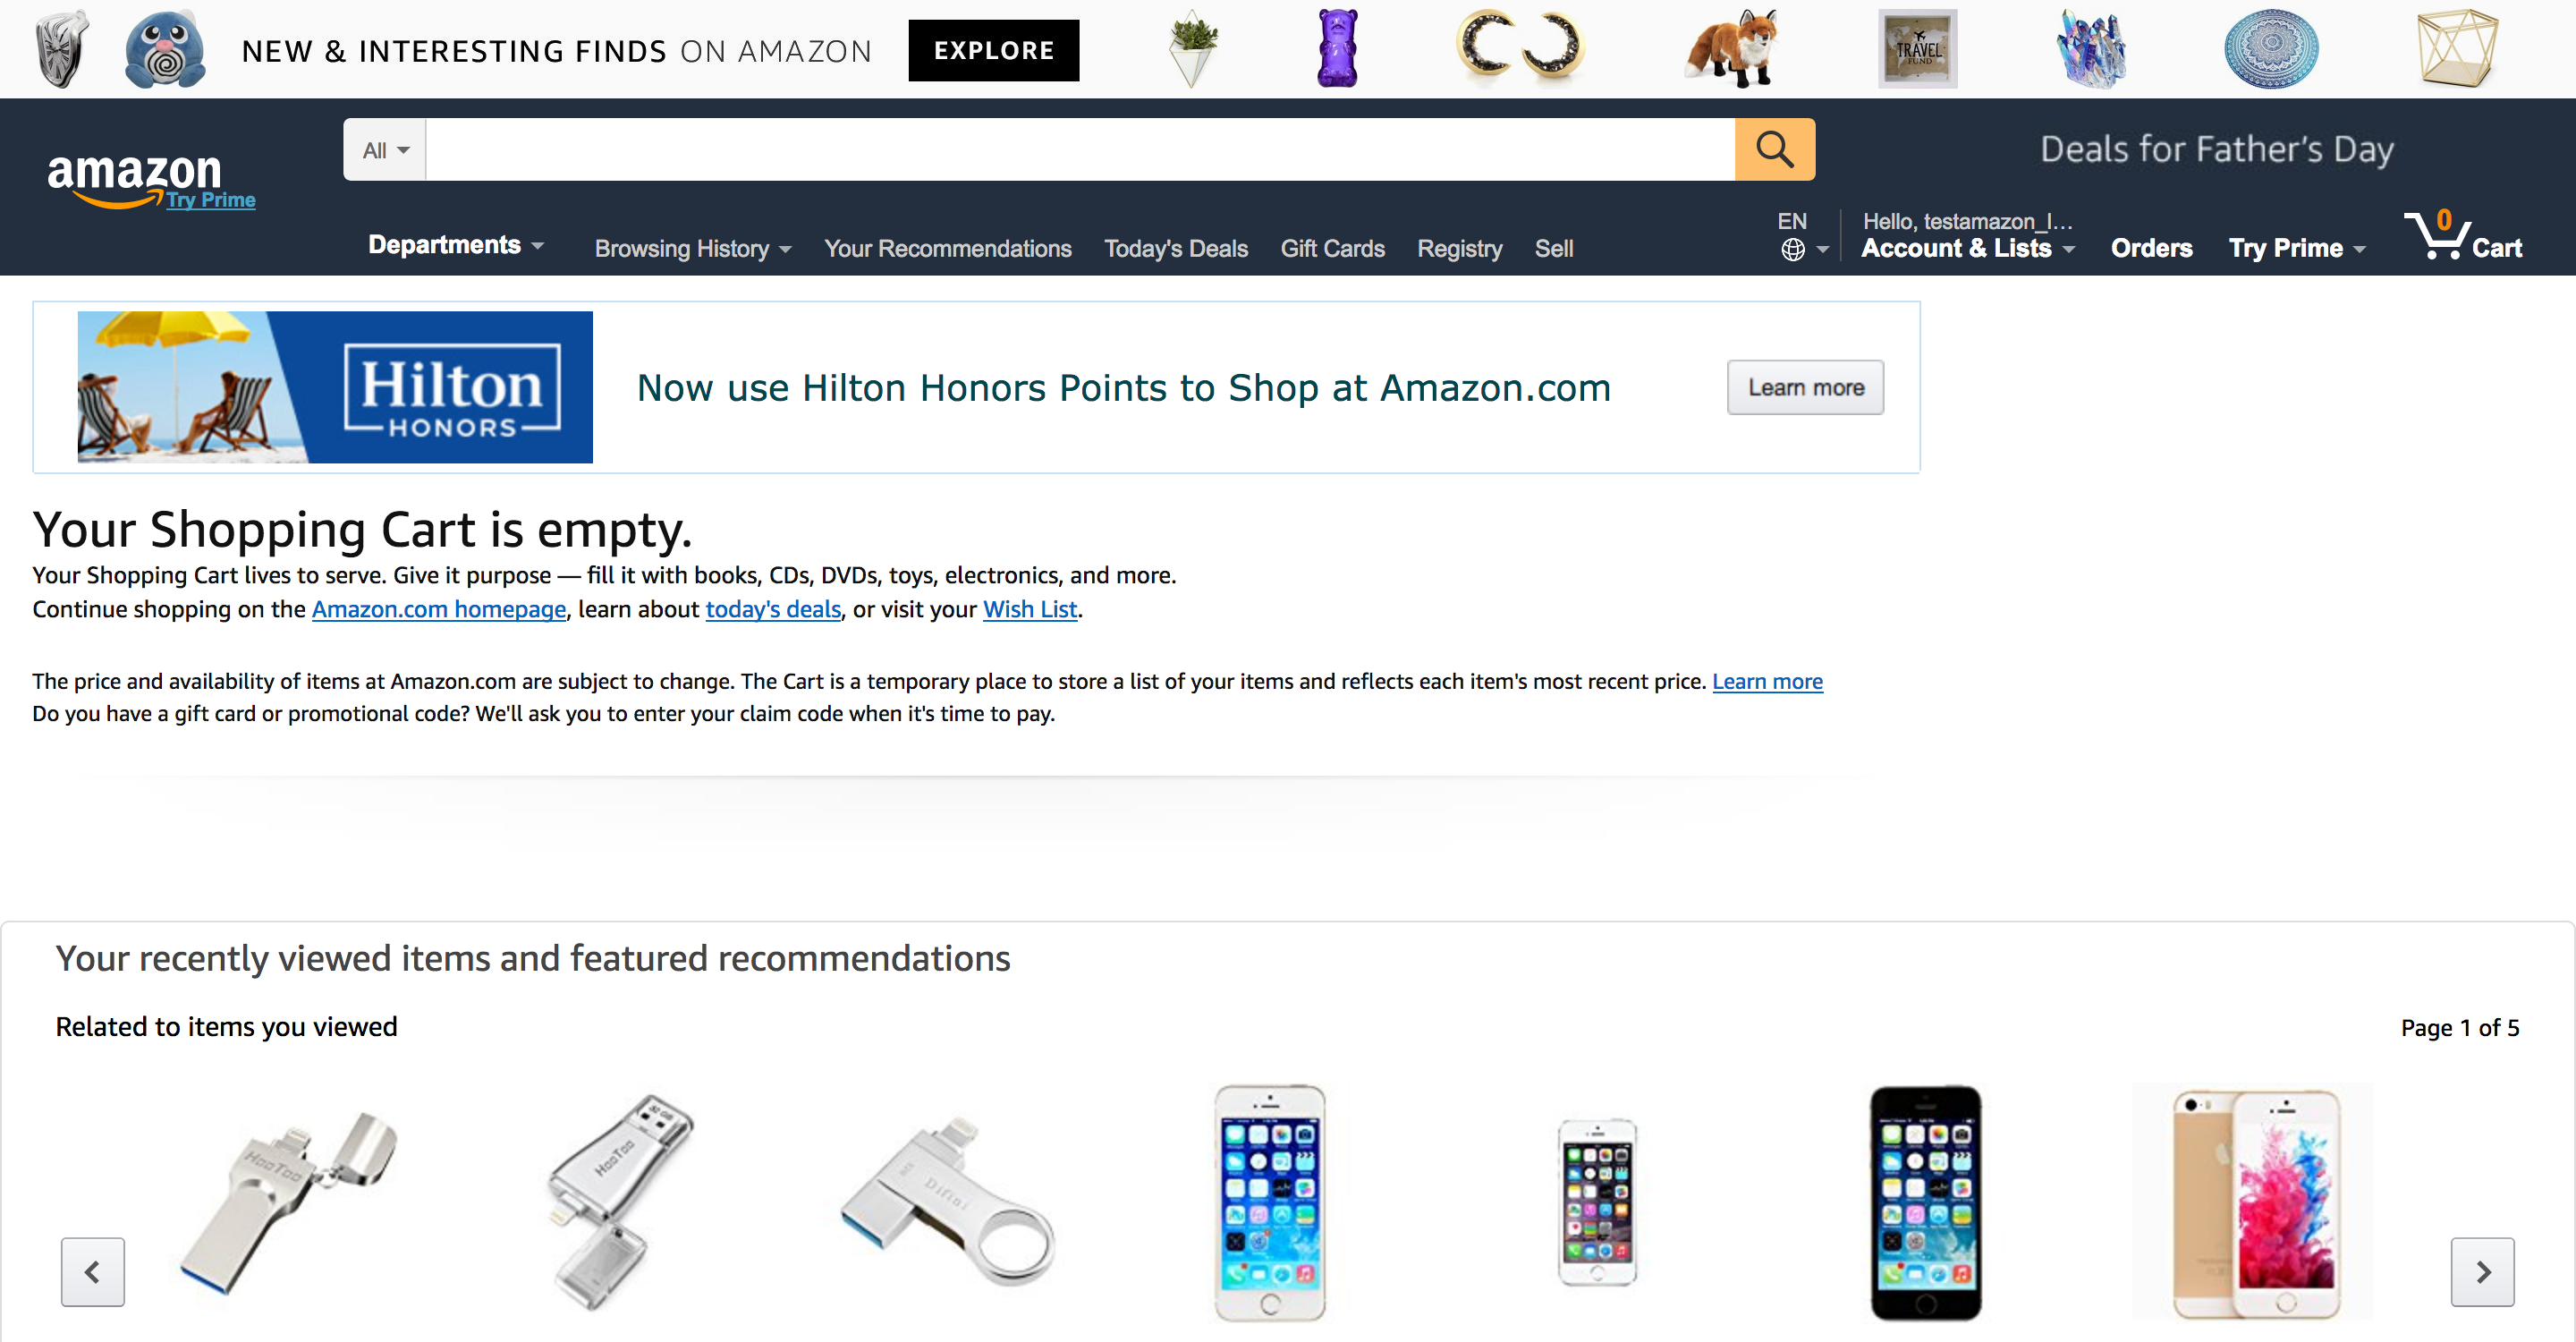 NEW & INTERESTING FINDS ON AMAZON
EXPLORE
TRAVEL
FUND
All
Deals for Father's Day
amazon
Try Prime
Departments
Browsing History
Your Recommendations
Today's Deals
Gift Cards
Registry
Sell
EN
Hello, testamazon_l...
Account & Lists
Orders
Try Prime
0
Cart
Hilton
HONORS
Now use Hilton Honors Points to Shop at Amazon.com
Learn more
Your Shopping Cart is empty.
Your Shopping Cart lives to serve. Give it purpose — fill it with books, CDs, DVDs, toys, electronics, and more.
Continue shopping on the Amazon.com homepage, learn about today's deals, or visit your Wish List.
The price and availability of items at Amazon.com are subject to change. The Cart is a temporary place to store a list of your items and reflects each item's most recent price. Learn more
Do you have a gift card or promotional code? We'll ask you to enter your claim code when it's time to pay.
Your recently viewed items and featured recommendations
Related to items you viewed
Page 1 of 5
HooToo
32 GB
HooToo
Difini